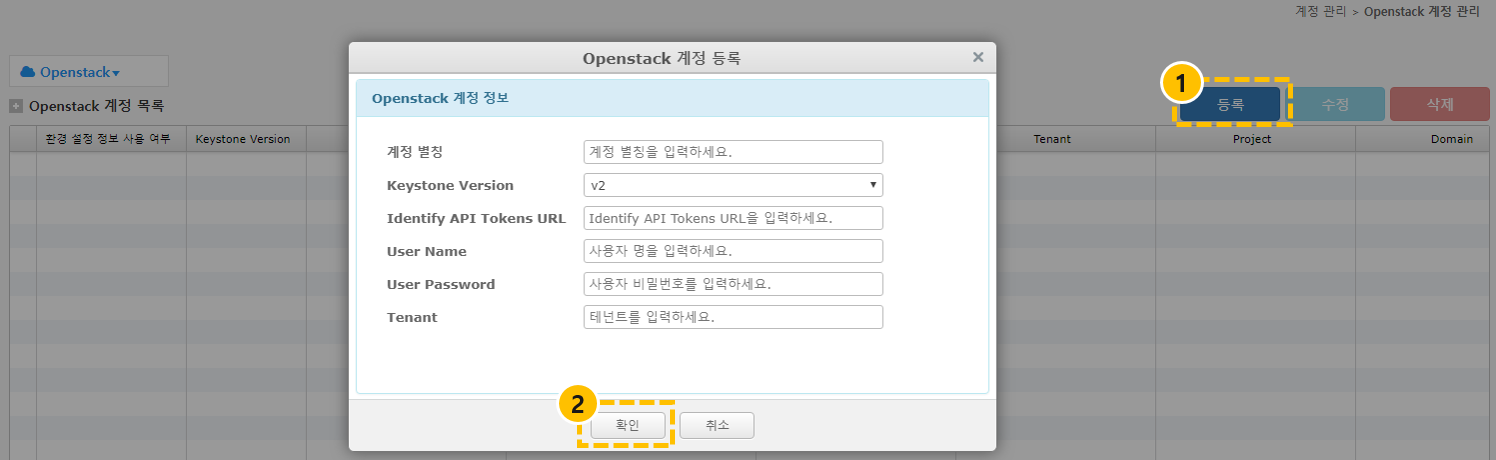 계정 관리 > Openstack 계정 관리
Openstack
Openstack 계정 목록
1
등록
수정
삭제
환경 설정 정보 사용 여부
Keystone Version
Tenant
Project
Domain
Openstack 계정 등록
×
Openstack 계정 정보
계정 별칭
계정 별칭을 입력하세요.
Keystone Version
v2
Identify API Tokens URL
Identify API Tokens URL을 입력하세요.
User Name
사용자 명을 입력하세요.
User Password
사용자 비밀번호를 입력하세요.
Tenant
테넌트를 입력하세요.
2
확인
취소